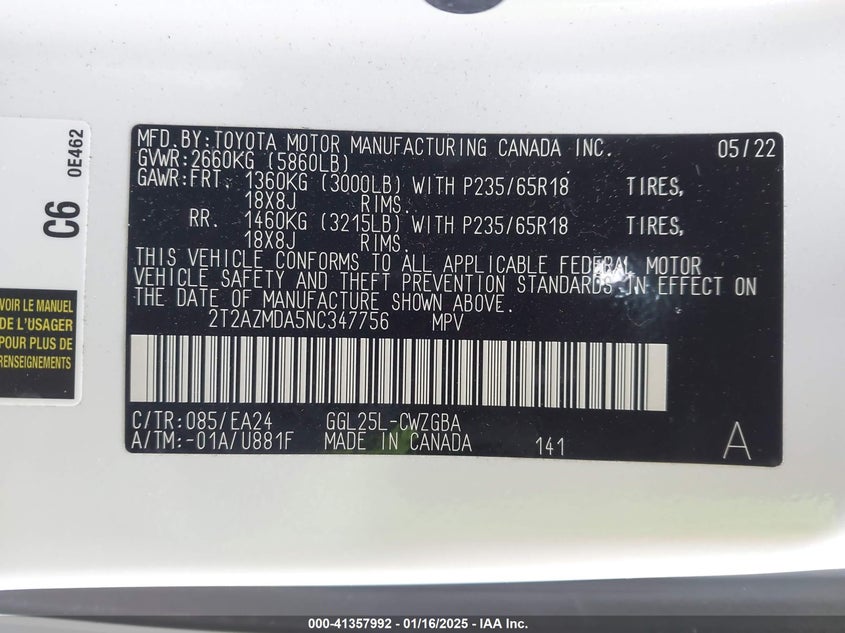 C6
0E462
VOIR LE MANUEL
DE L'USAGER
POUR PLUS DE
RENSEIGNEMENTS
MFD.BY:TOYOTA MOTOR MANUFACTURING CANADA INC. 05/22
GVWR:2660KG (5860LB)
GAWR:FRT. 1360KG (3000LB) WITH P235/65R18 TIRES,
18X8J RIMS.
RR. 1460KG (3215LB) WITH P235/65R18 TIRES,
18X8J RIMS.
THIS VEHICLE CONFORMS TO ALL APPLICABLE FEDERAL MOTOR
VEHICLE SAFETY AND THEFT PREVENTION STANDARDS IN EFFECT ON
THE DATE OF MANUFACTURE SHOWN ABOVE.
2T2AZMDA5NC347756 MPV
C/TR:085/EA24 GGL25L-CWZGBA
A/TM:-01A/U881F MADE IN CANADA 141 A
000-41357992 - 01/16/2025 - IAA Inc.